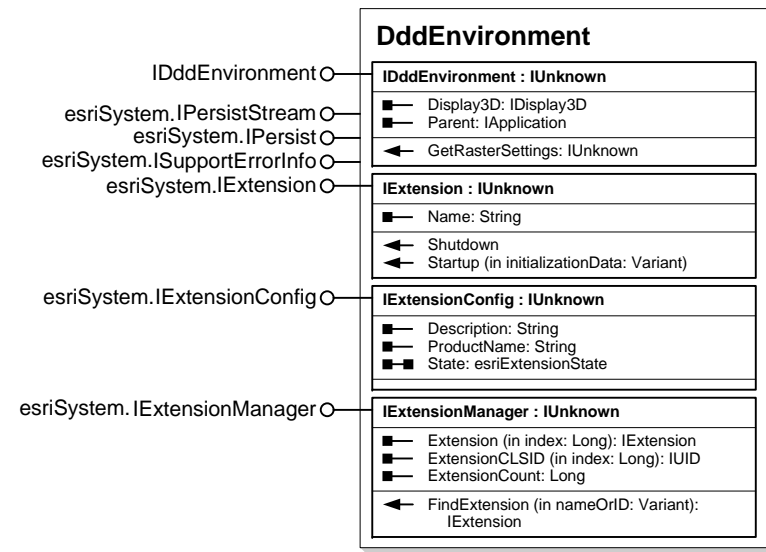 DddEnvironment
IDddEnvironment
IDddEnvironment : IUnknown
Display3D: IDisplay3D
Parent: IApplication
GetRasterSettings: IUnknown
esriSystem.IPersistStream
esriSystem.IPersist
esriSystem.ISupportErrorInfo
esriSystem.IExtension
IExtension : IUnknown
Name: String
Shutdown
Startup (in initializationData: Variant)
esriSystem.IExtensionConfig
IExtensionConfig : IUnknown
Description: String
ProductName: String
State: esriExtensionState
esriSystem. IExtensionManager
IExtensionManager : IUnknown
Extension (in index: Long): IExtension
ExtensionCLSID (in index: Long): IUID
ExtensionCount: Long
FindExtension (in nameOrID: Variant):
IExtension